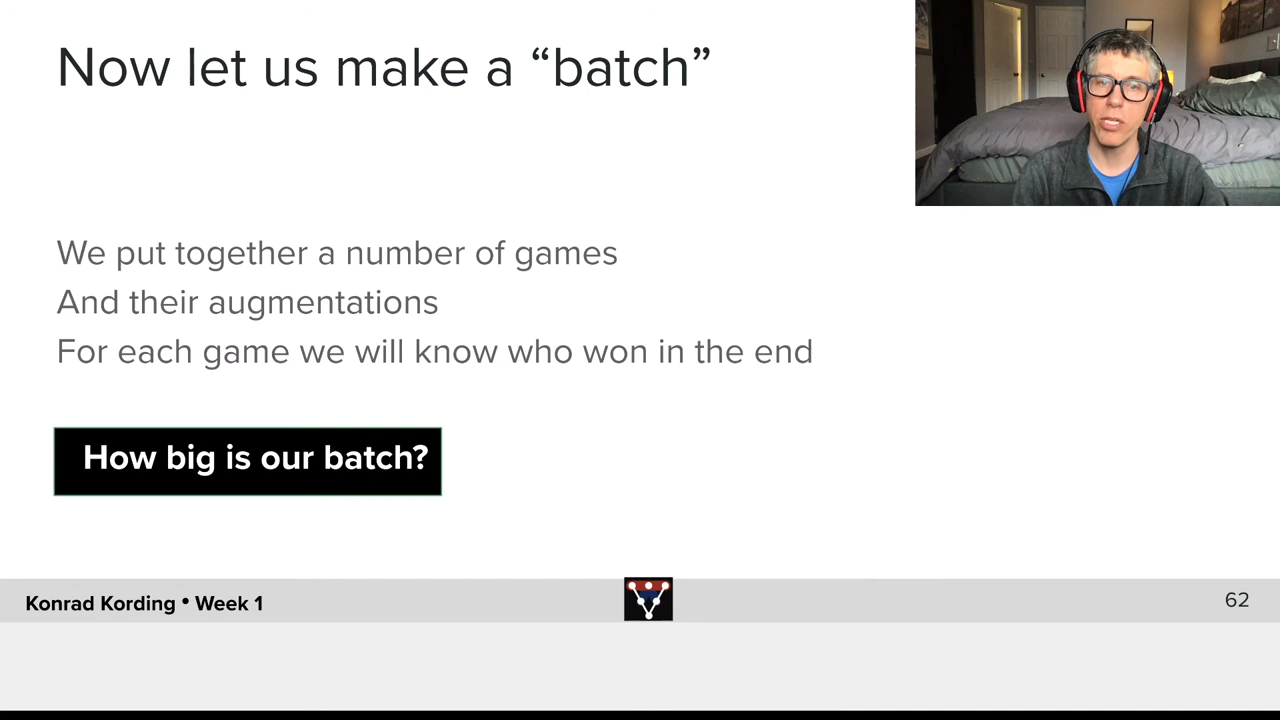 Now let us make a “batch”
We put together a number of games
And their augmentations
For each game we will know who won in the end
How big is our batch?
Konrad Kording • Week 1
62